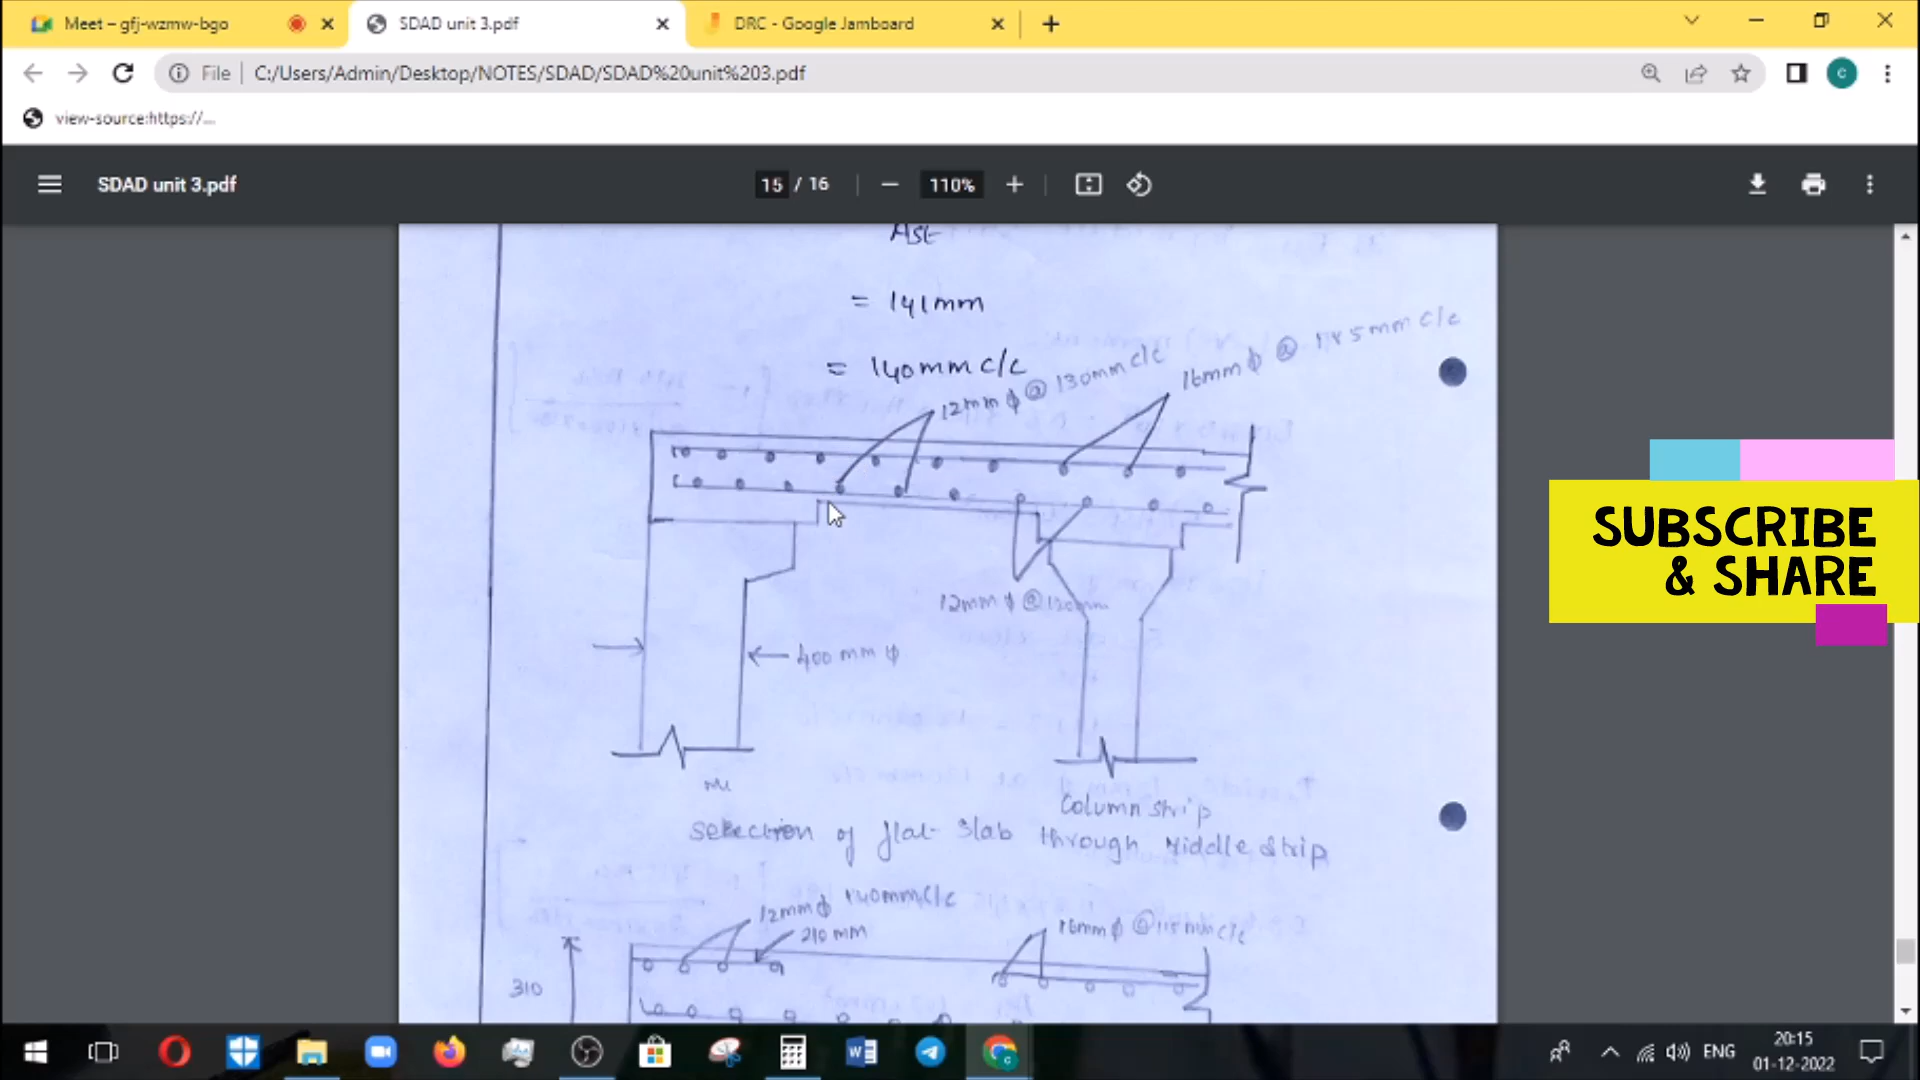 Meet – gfj-wzmw-bgo
SDAD unit 3.pdf
DRC - Google Jamboard
File
C:/Users/Admin/Desktop/NOTES/SDAD/SDAD%20unit%203.pdf
C
view-source:https://...
SDAD unit 3.pdf
15 / 16
110%
Ast
= 141mm
= 140mm c/c
12mm ϕ @ 130mm c/c
16mm ϕ @
5mm c/c
SUBSCRIBE
& SHARE
12mm ϕ @
400 mm ϕ
Column strip
of flat slab through Middle strip
12mm ϕ 140mm c/c
210 mm
16mm ϕ @ 115mm c/c
310
ENG
20:15
01-12-2022